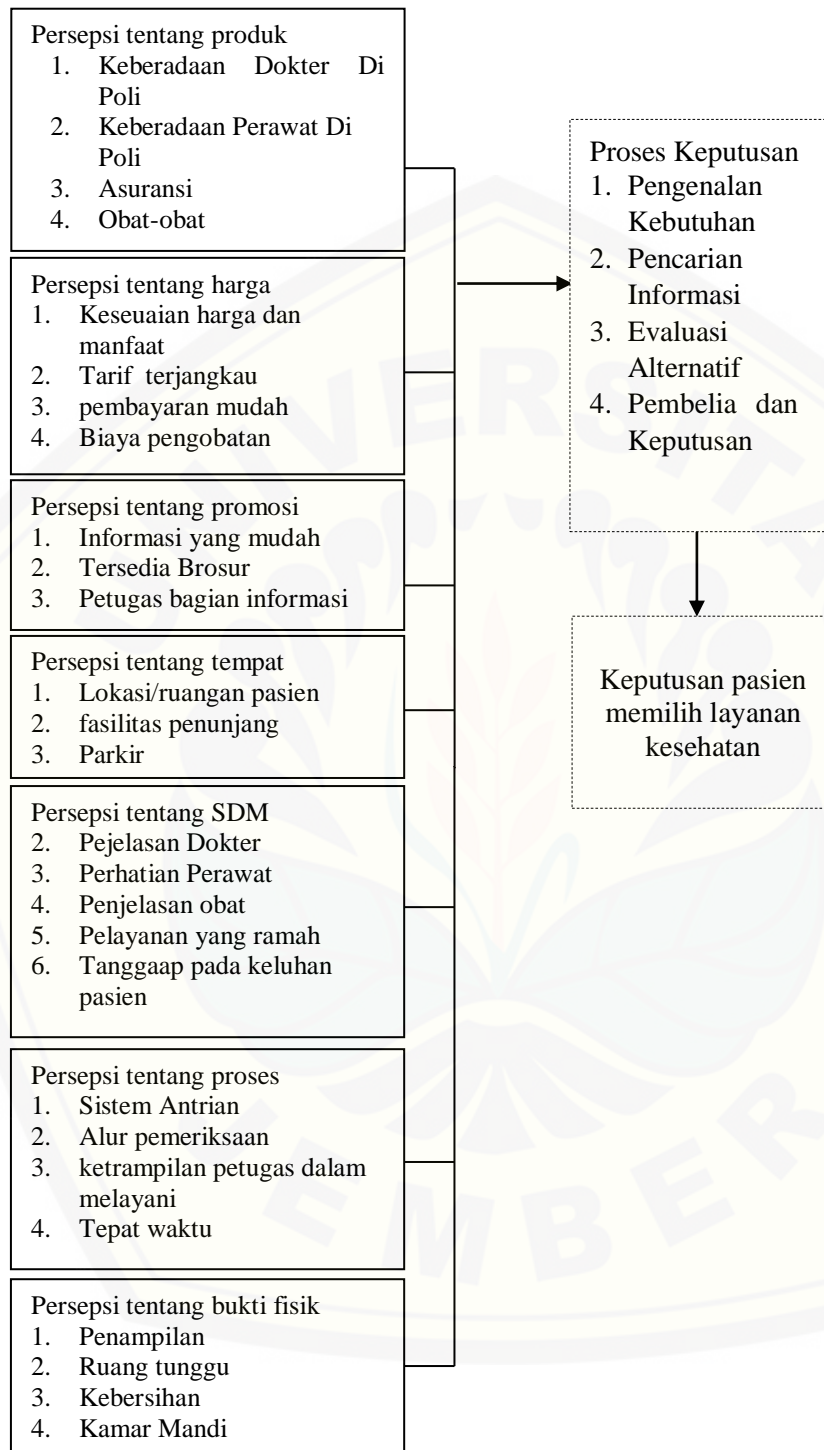 Persepsi tentang produk
1. Keberadaan Dokter Di
Poli
2. Keberadaan Perawat Di
Poli
3. Asuransi
4. Obat-obat
Persepsi tentang harga
1. Keseuaian harga dan
manfaat
2. Tarif terjangkau
3. pembayaran mudah
4. Biaya pengobatan
Persepsi tentang promosi
1. Informasi yang mudah
2. Tersedia Brosur
3. Petugas bagian informasi
Persepsi tentang tempat
1. Lokasi/ruangan pasien
2. fasilitas penunjang
3. Parkir
Persepsi tentang SDM
2. Pejelasan Dokter
3. Perhatian Perawat
4. Penjelasan obat
5. Pelayanan yang ramah
6. Tanggaap pada keluhan
pasien
Persepsi tentang proses
1. Sistem Antrian
2. Alur pemeriksaan
3. ketrampilan petugas dalam
melayani
4. Tepat waktu
Persepsi tentang bukti fisik
1. Penampilan
2. Ruang tunggu
3. Kebersihan
4. Kamar Mandi
Proses Keputusan
1. Pengenalan
Kebutuhan
2. Pencarian
Informasi
3. Evaluasi
Alternatif
4. Pembelia dan
Keputusan
Keputusan pasien
memilih layanan
kesehatan
UNIVERSITA
JEMBER